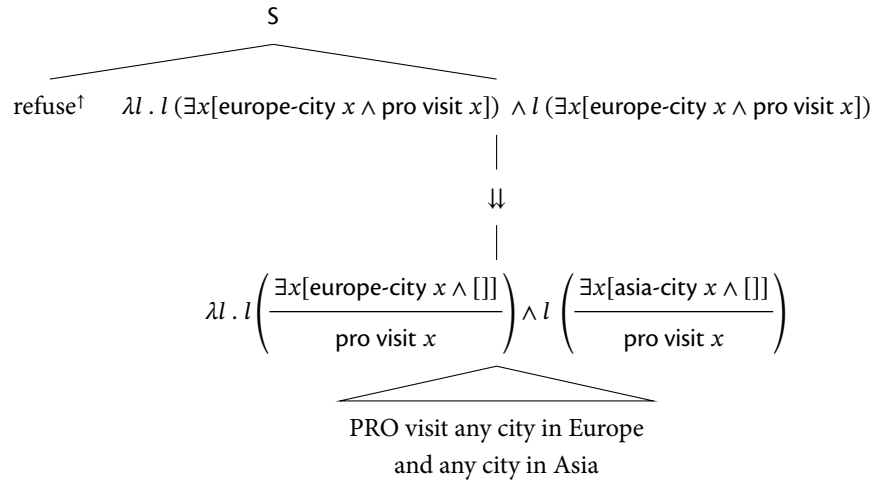 S
refuse↑ λl . l (∃x[europe-city x ∧ pro visit x]) ∧ l (∃x[europe-city x ∧ pro visit x])
⇊
λl . l ( ∃x[europe-city x ∧ []] ) ∧ l ( ∃x[asia-city x ∧ []] )
pro visit x pro visit x
PRO visit any city in Europe
and any city in Asia